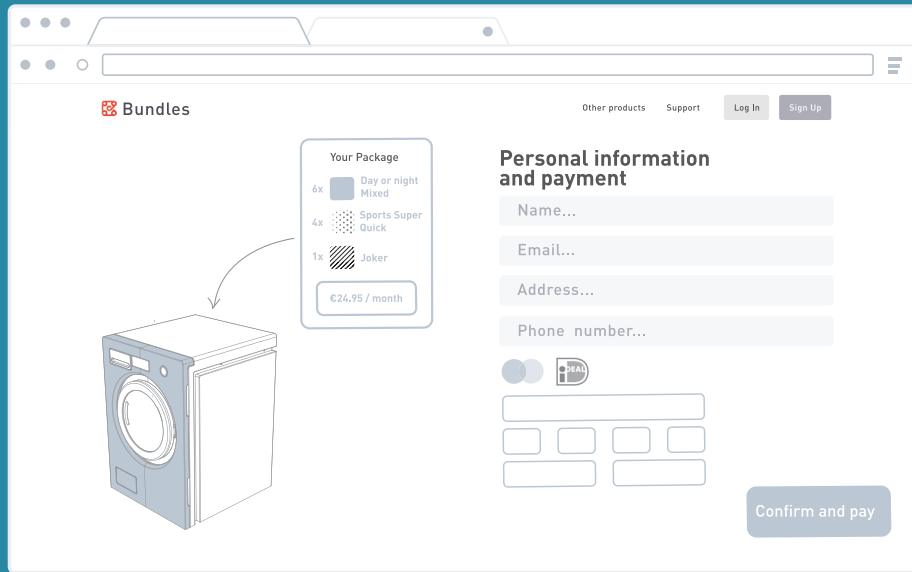 Bundles
Other products
Support
Log In
Sign Up
Your Package
6x
Day or night
Mixed
4x
Sports Super
Quick
1x
Joker
€24.95 / month
Personal information
and payment
Name...
Email...
Address...
Phone number...
iDEAL
Confirm and pay